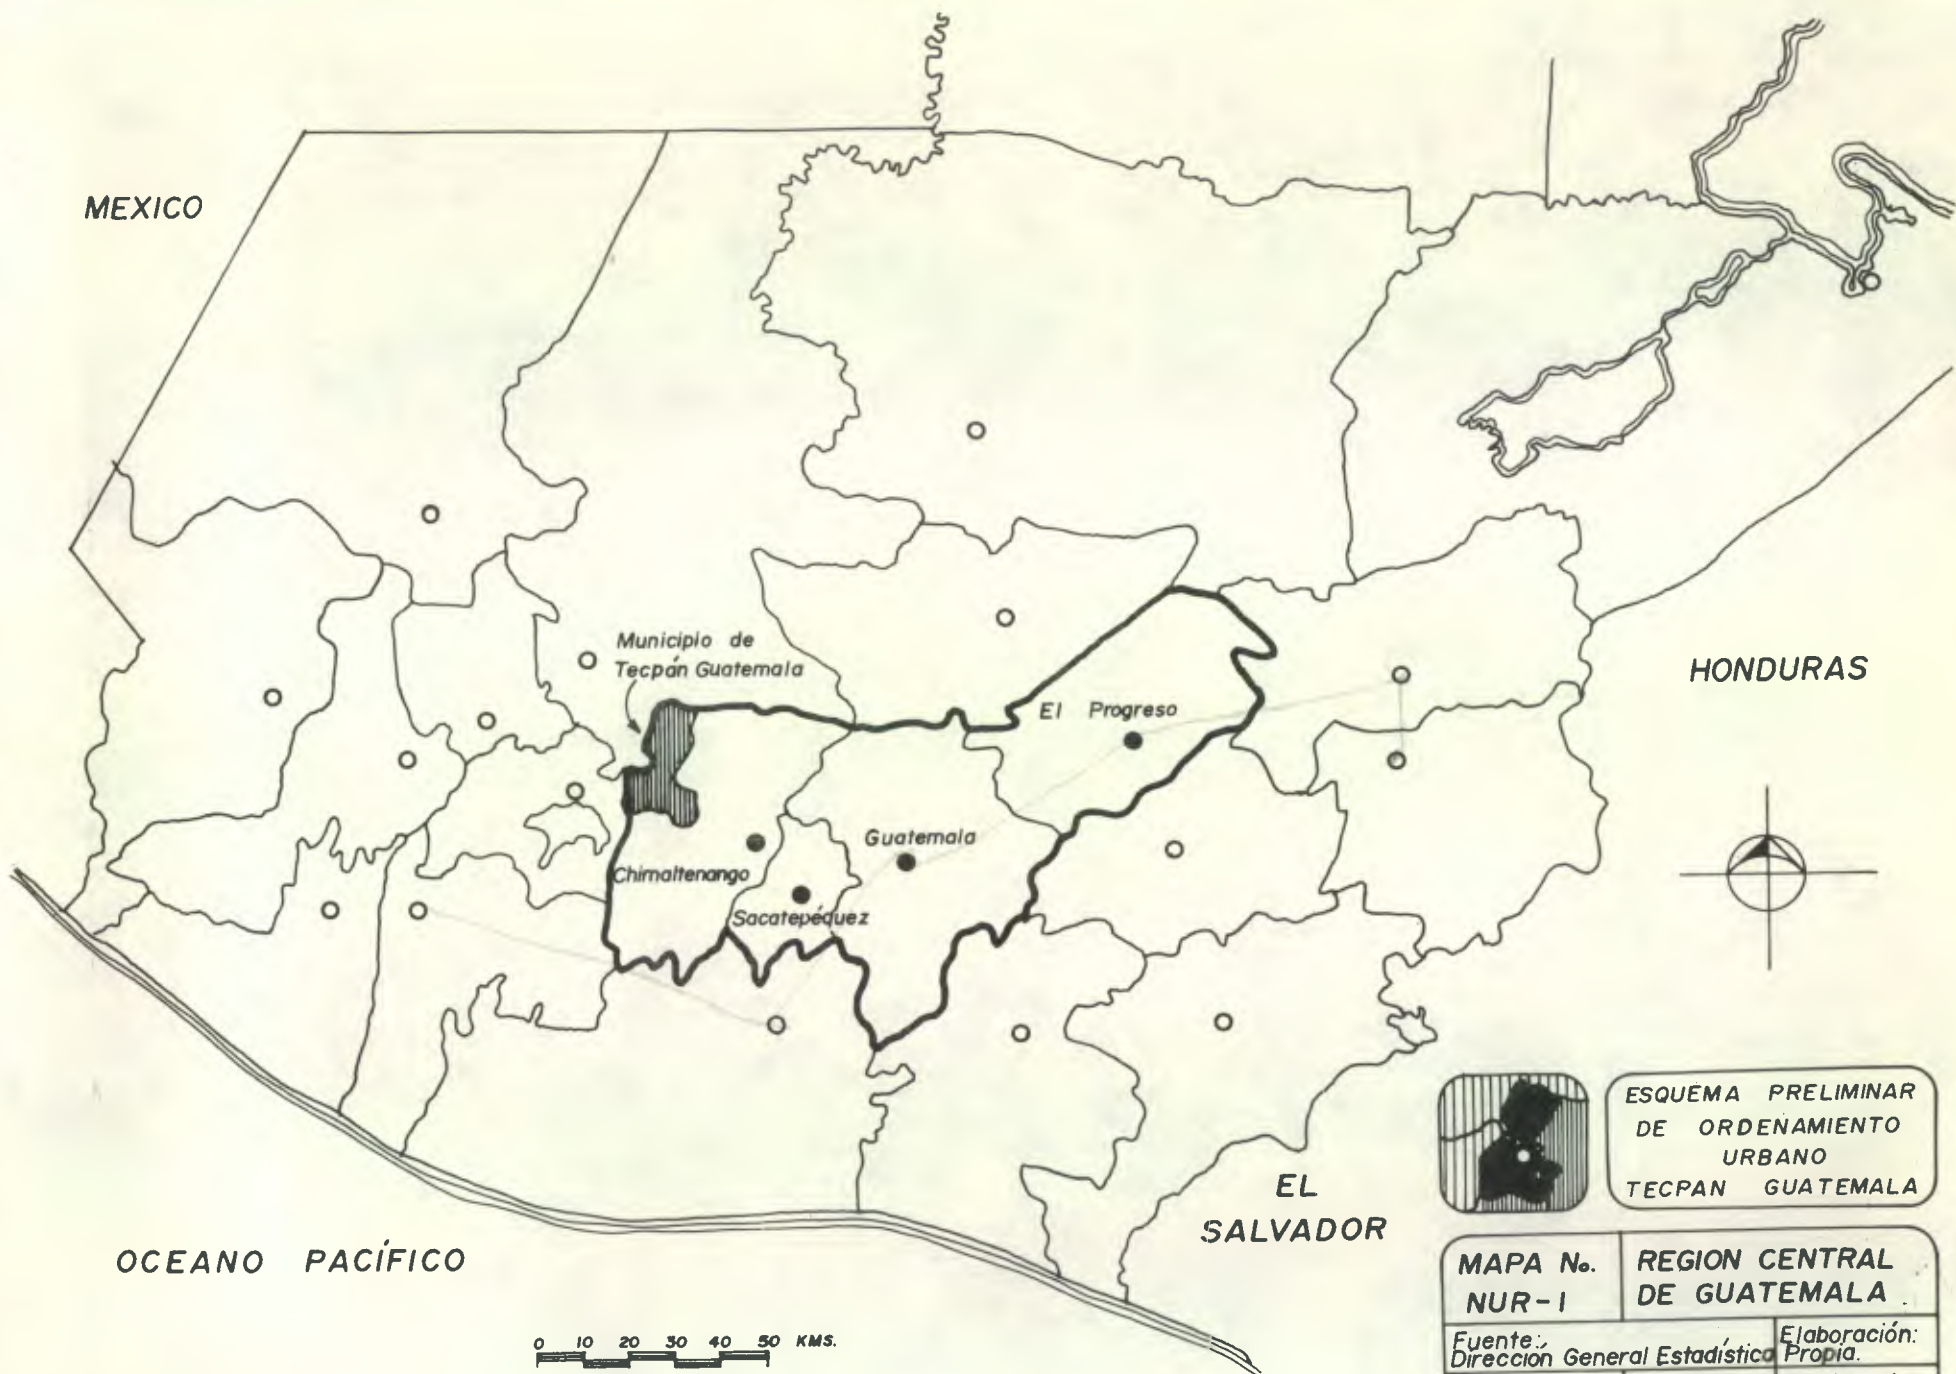 MEXICO
Municipio de
Tecpán Guatemala
HONDURAS
El Progreso
Guatemala
Chimaltenango
Sacatepéquez
EL
SALVADOR
OCEANO PACÍFICO
0 10 20 30 40 50 KMS.
ESQUEMA PRELIMINAR
DE ORDENAMIENTO
URBANO
TECPAN GUATEMALA
MAPA No.
NUR-1
REGION CENTRAL
DE GUATEMALA
Fuente:
Dirección General Estadística
Elaboración:
Propia.